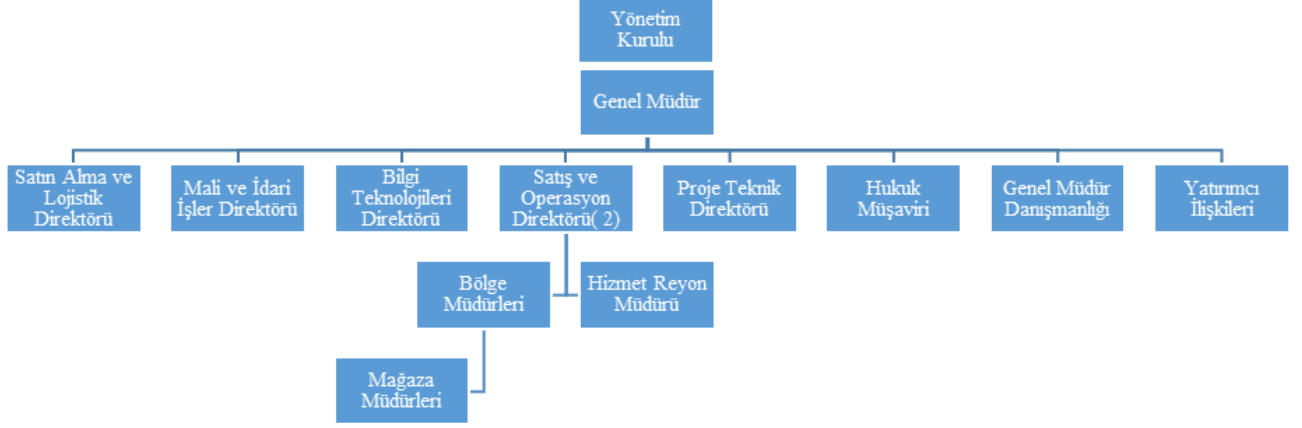 Yönetim
Kurulu
Genel Müdür
Satın Alma ve
Lojistik
Direktörü
Mali ve İdari
İşler Direktörü
Bilgi
Teknolojileri
Direktörü
Satış ve
Operasyon
Direktörü( 2)
Proje Teknik
Direktörü
Hukuk
Müşaviri
Genel Müdür
Danışmanlığı
Yatırımcı
İlişkileri
Bölge
Müdürleri
Hizmet Reyon
Müdürü
Mağaza
Müdürleri